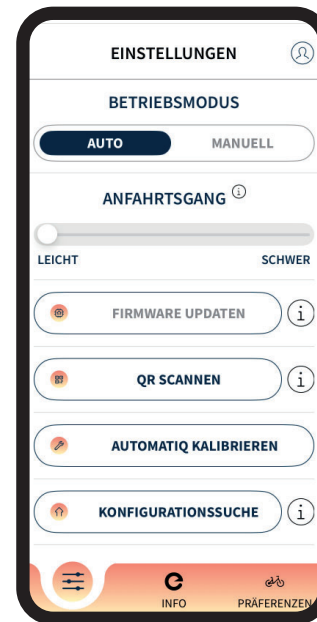 EINSTELLUNGEN
BETRIEBSMODUS
AUTO MANUELL
ANFAHRTSGANG
LEICHT SCHWER
FIRMWARE UPDATEN
QR SCANNEN
AUTOMATIQ KALIBRIEREN
KONFIGURATIONSSUCHE
INFO PRÄFERENZEN